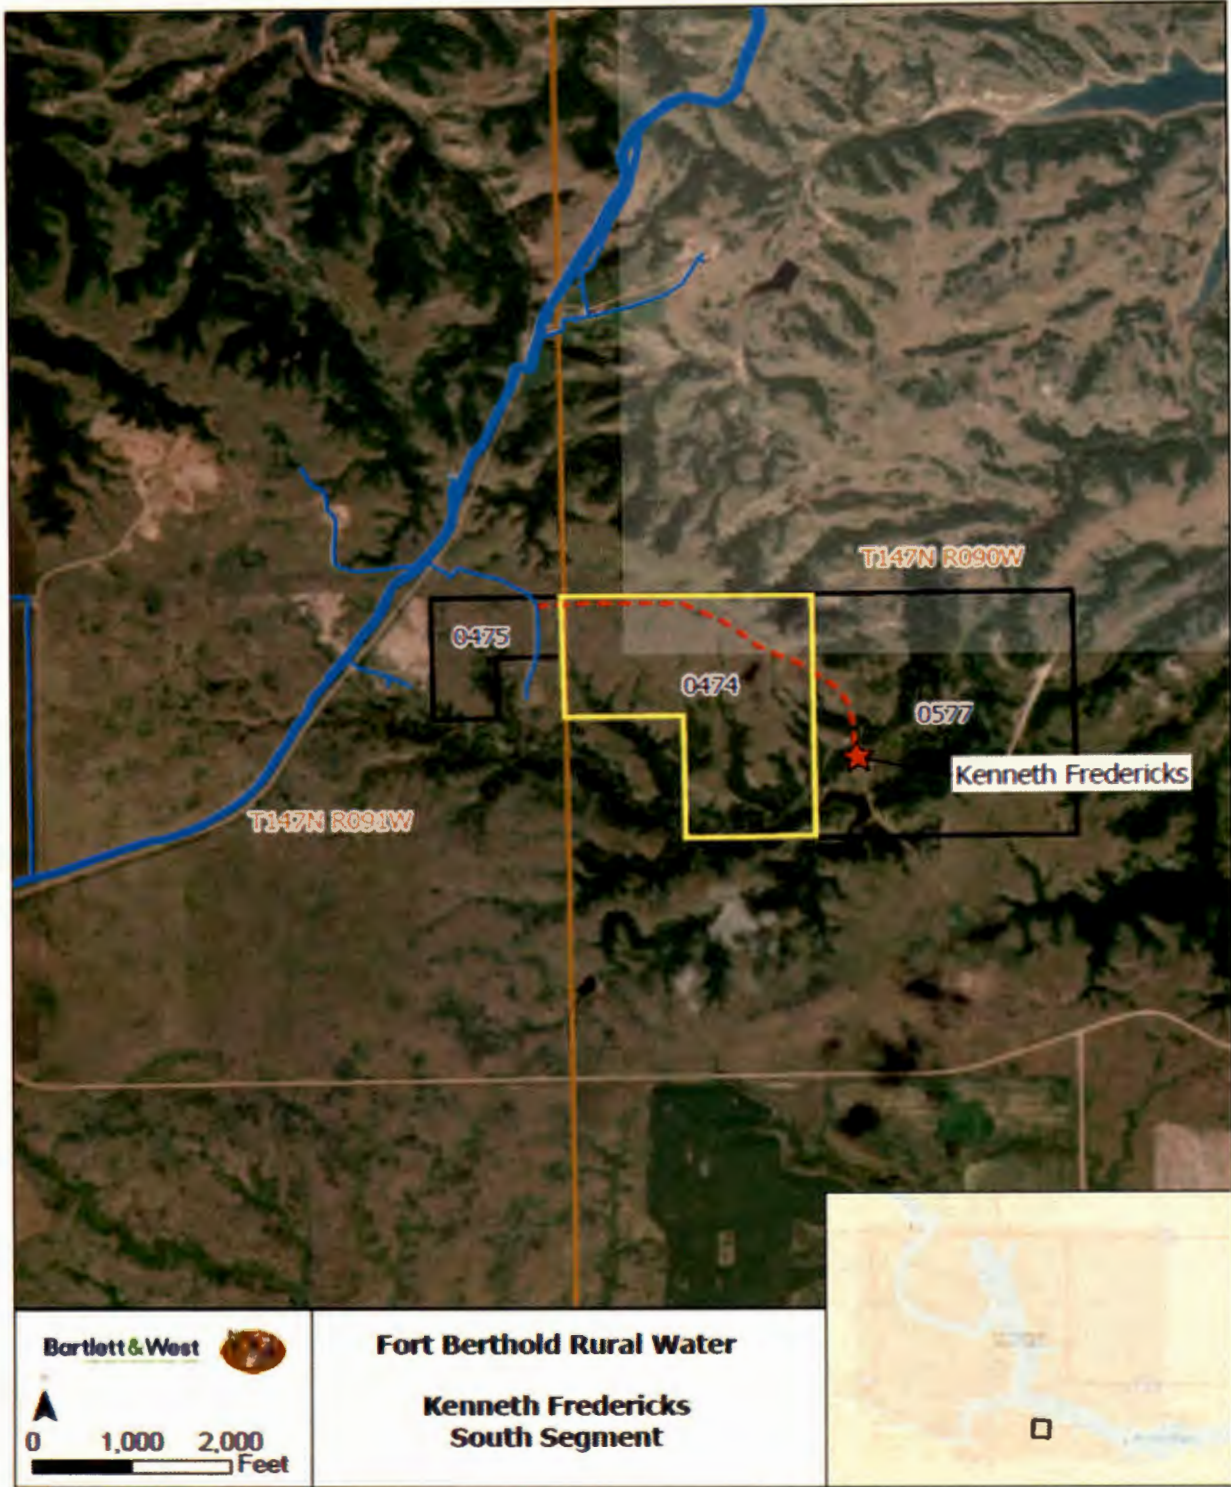 T147N R090W
0475
0474
0577
Kenneth Fredericks
T147N R091W
Bartlett & West
0 1,000 2,000
Feet
Fort Berthold Rural Water
Kenneth Fredericks
South Segment